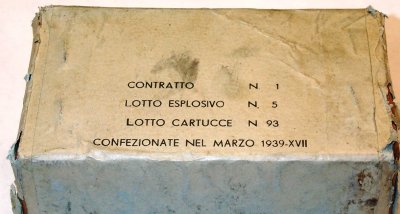 CONTRATTO N. 1
LOTTO ESPLOSIVO N. 5
LOTTO CARTUCCE N 93
CONFEZIONATE NEL MARZO 1939-XVII